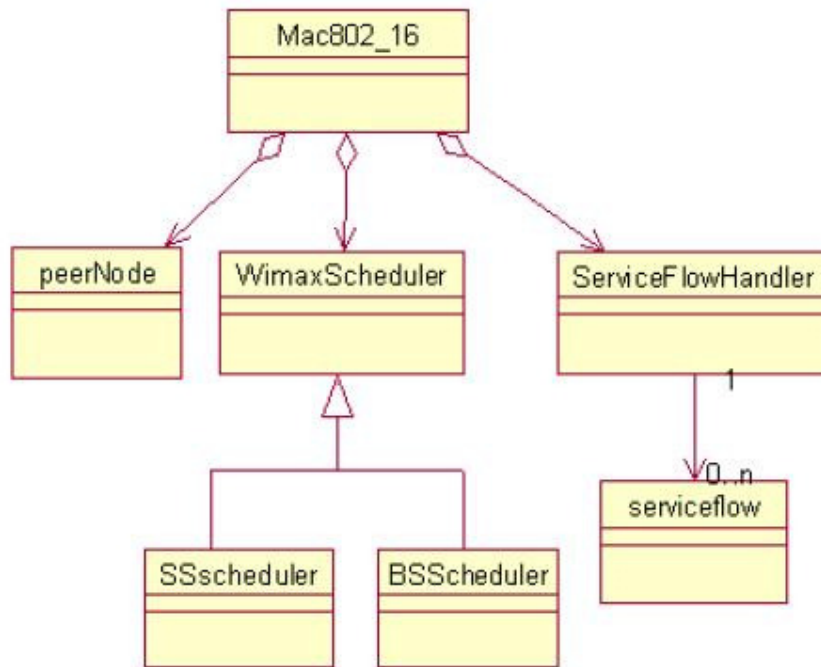 Mac802_16
peerNode
WimaxScheduler
ServiceFlowHandler
1
0..n
serviceflow
SSscheduler
BSScheduler